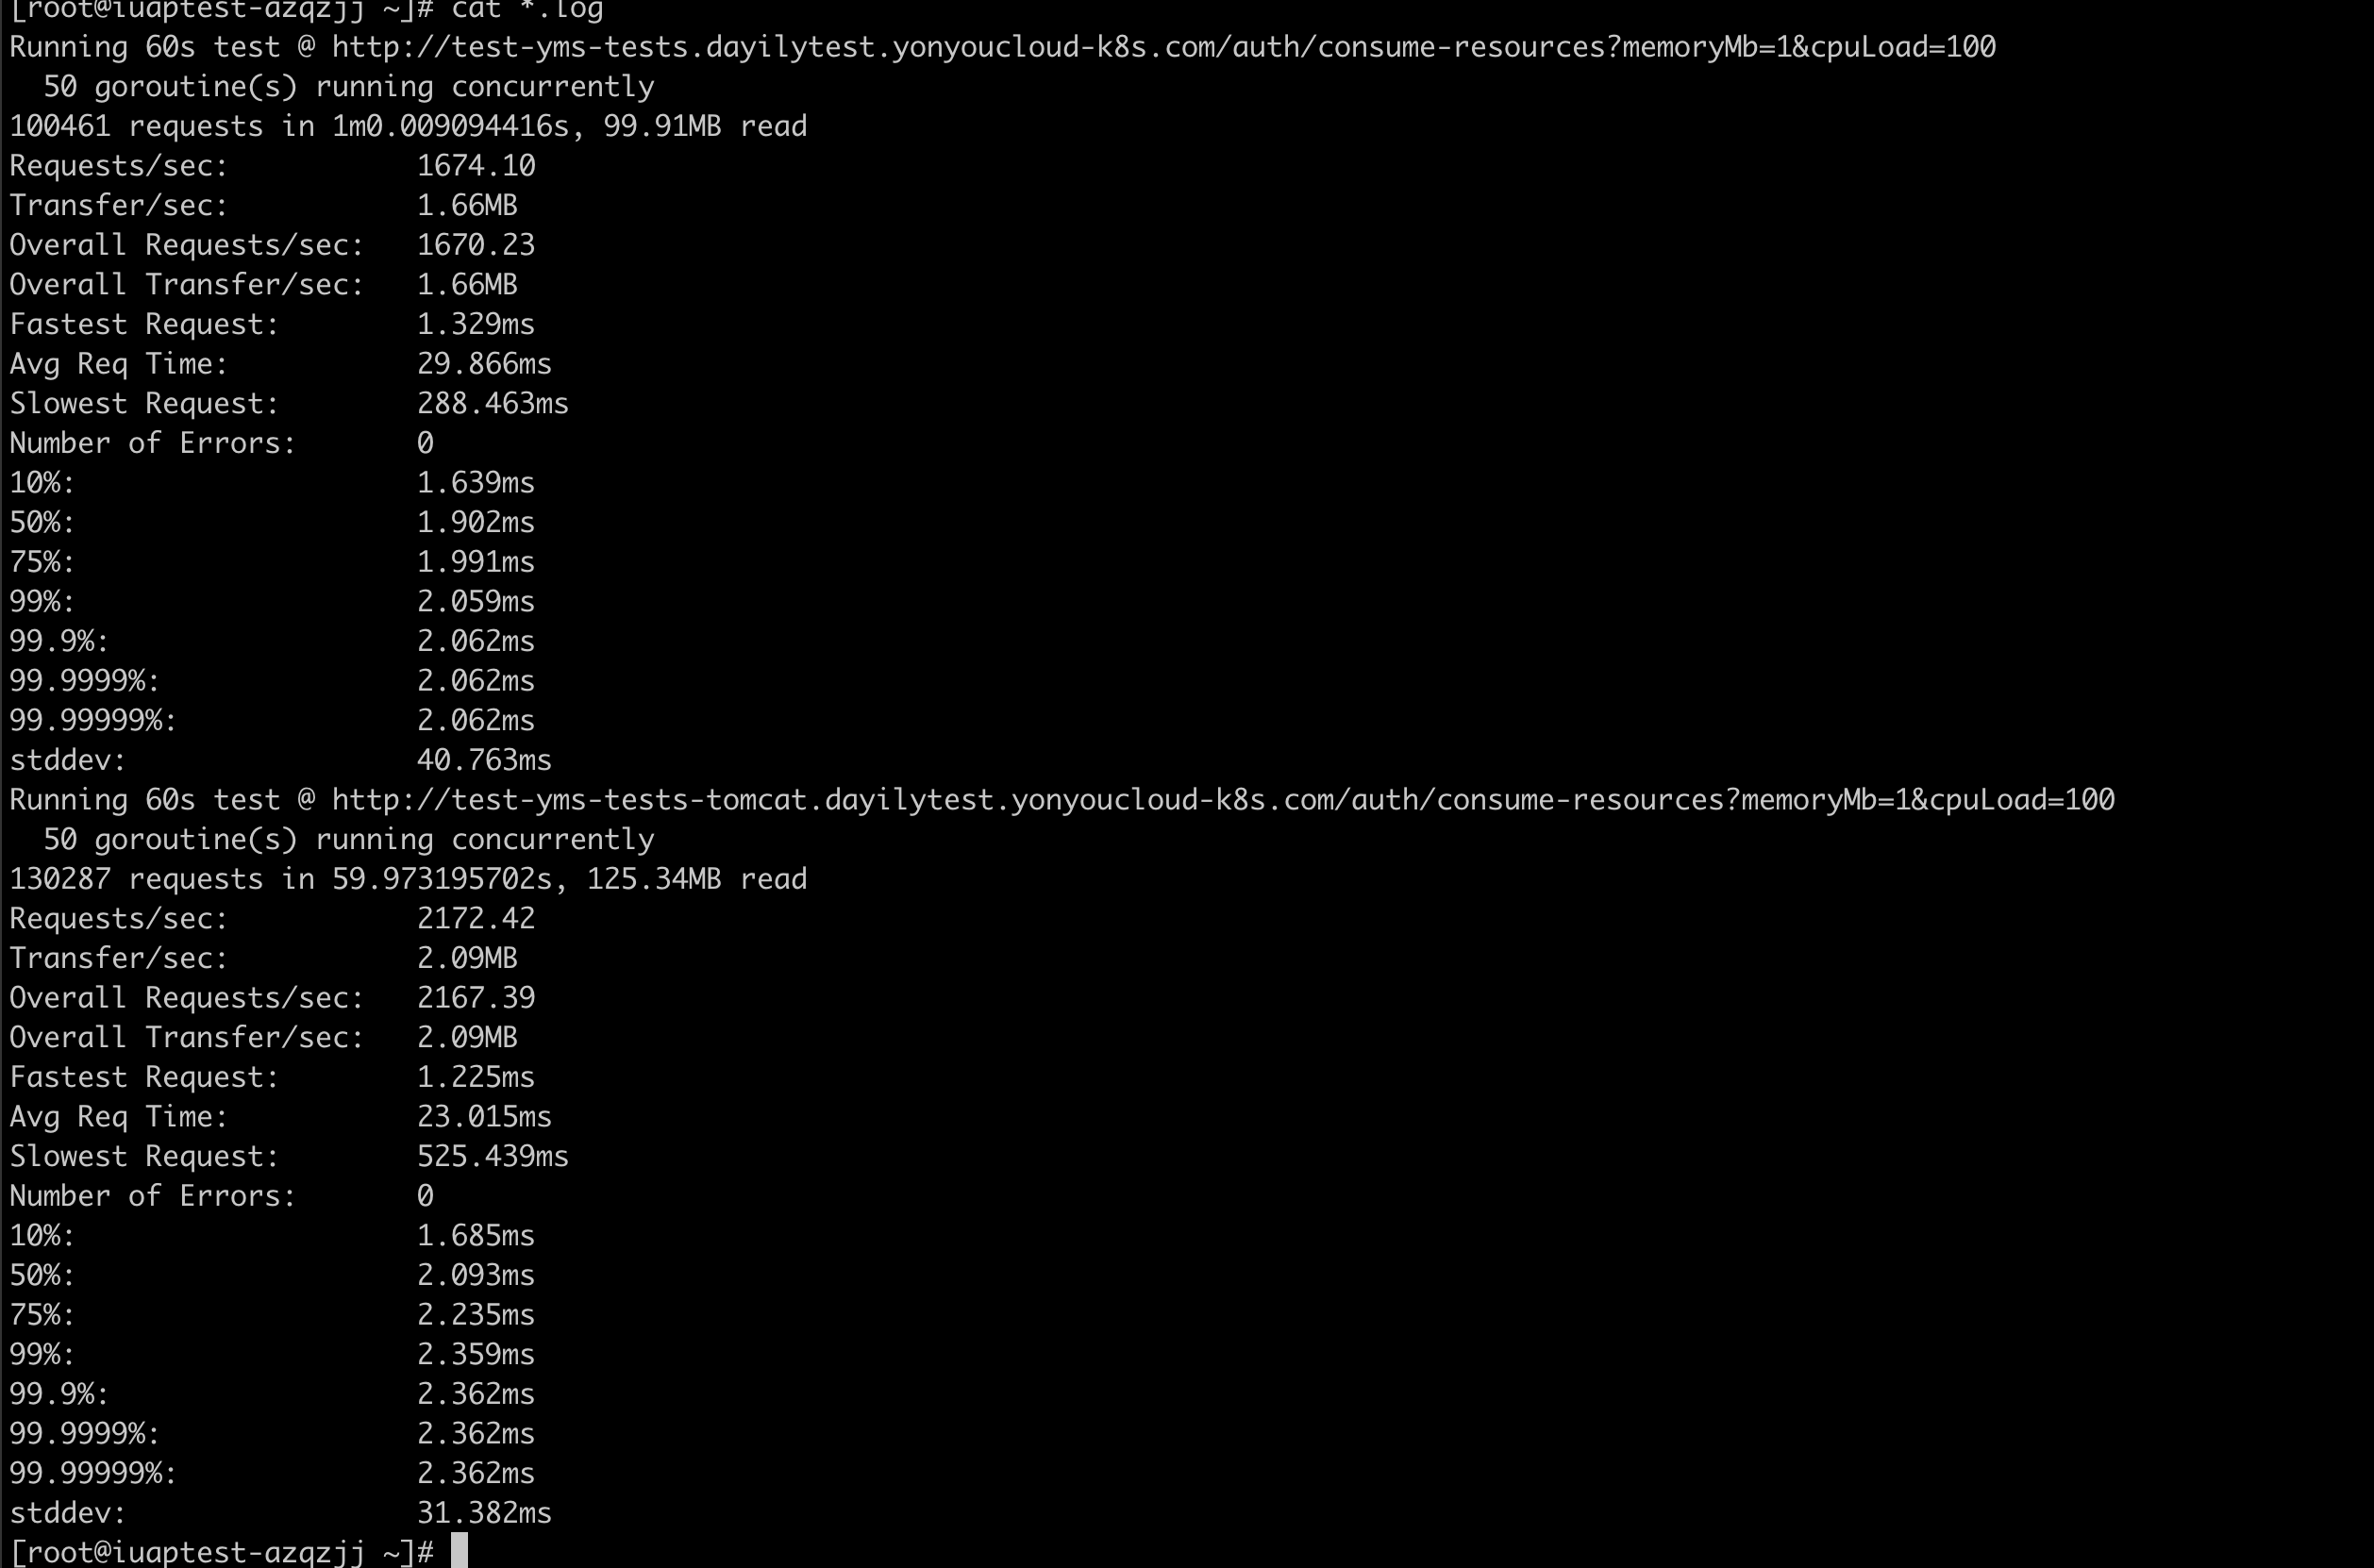 [root@iuaptest-azqzjj ~]# cat *.log
Running 60s test @ http://test-yms-tests.dayilytest.yonyoucloud-k8s.com/auth/consume-resources?memoryMb=1&cpuLoad=100
  50 goroutine(s) running concurrently
100461 requests in 1m0.009094416s, 99.91MB read
Requests/sec:           1674.10
Transfer/sec:           1.66MB
Overall Requests/sec:   1670.23
Overall Transfer/sec:   1.66MB
Fastest Request:        1.329ms
Avg Req Time:           29.866ms
Slowest Request:        288.463ms
Number of Errors:       0
10%:                    1.639ms
50%:                    1.902ms
75%:                    1.991ms
99%:                    2.059ms
99.9%:                  2.062ms
99.9999%:               2.062ms
99.99999%:              2.062ms
stddev:                 40.763ms
Running 60s test @ http://test-yms-tests-tomcat.dayilytest.yonyoucloud-k8s.com/auth/consume-resources?memoryMb=1&cpuLoad=100
  50 goroutine(s) running concurrently
130287 requests in 59.973195702s, 125.34MB read
Requests/sec:           2172.42
Transfer/sec:           2.09MB
Overall Requests/sec:   2167.39
Overall Transfer/sec:   2.09MB
Fastest Request:        1.225ms
Avg Req Time:           23.015ms
Slowest Request:        525.439ms
Number of Errors:       0
10%:                    1.685ms
50%:                    2.093ms
75%:                    2.235ms
99%:                    2.359ms
99.9%:                  2.362ms
99.9999%:               2.362ms
99.99999%:              2.362ms
stddev:                 31.382ms
[root@iuaptest-azqzjj ~]#